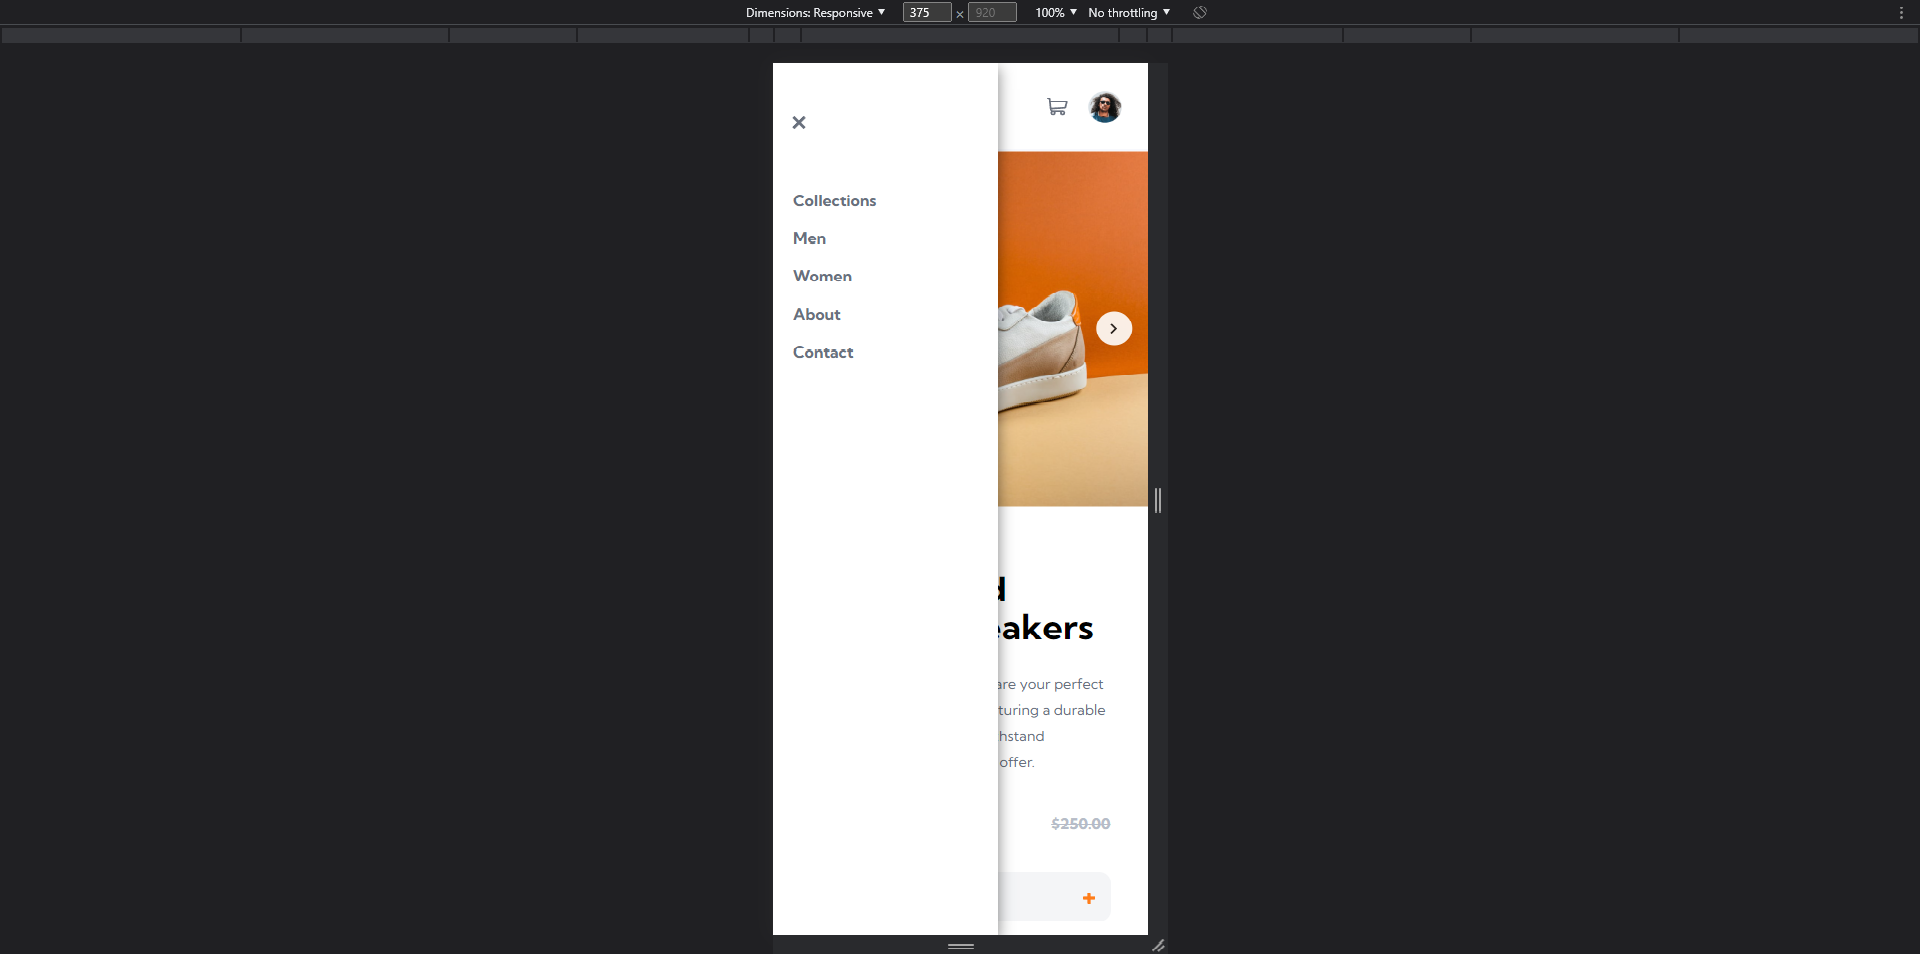 Dimensions: Responsive 375 × 920 100% No throttling
Collections
Men
Women
About
Contact
eakers
are your perfect
turing a durable
hstand
offer.
$250.00